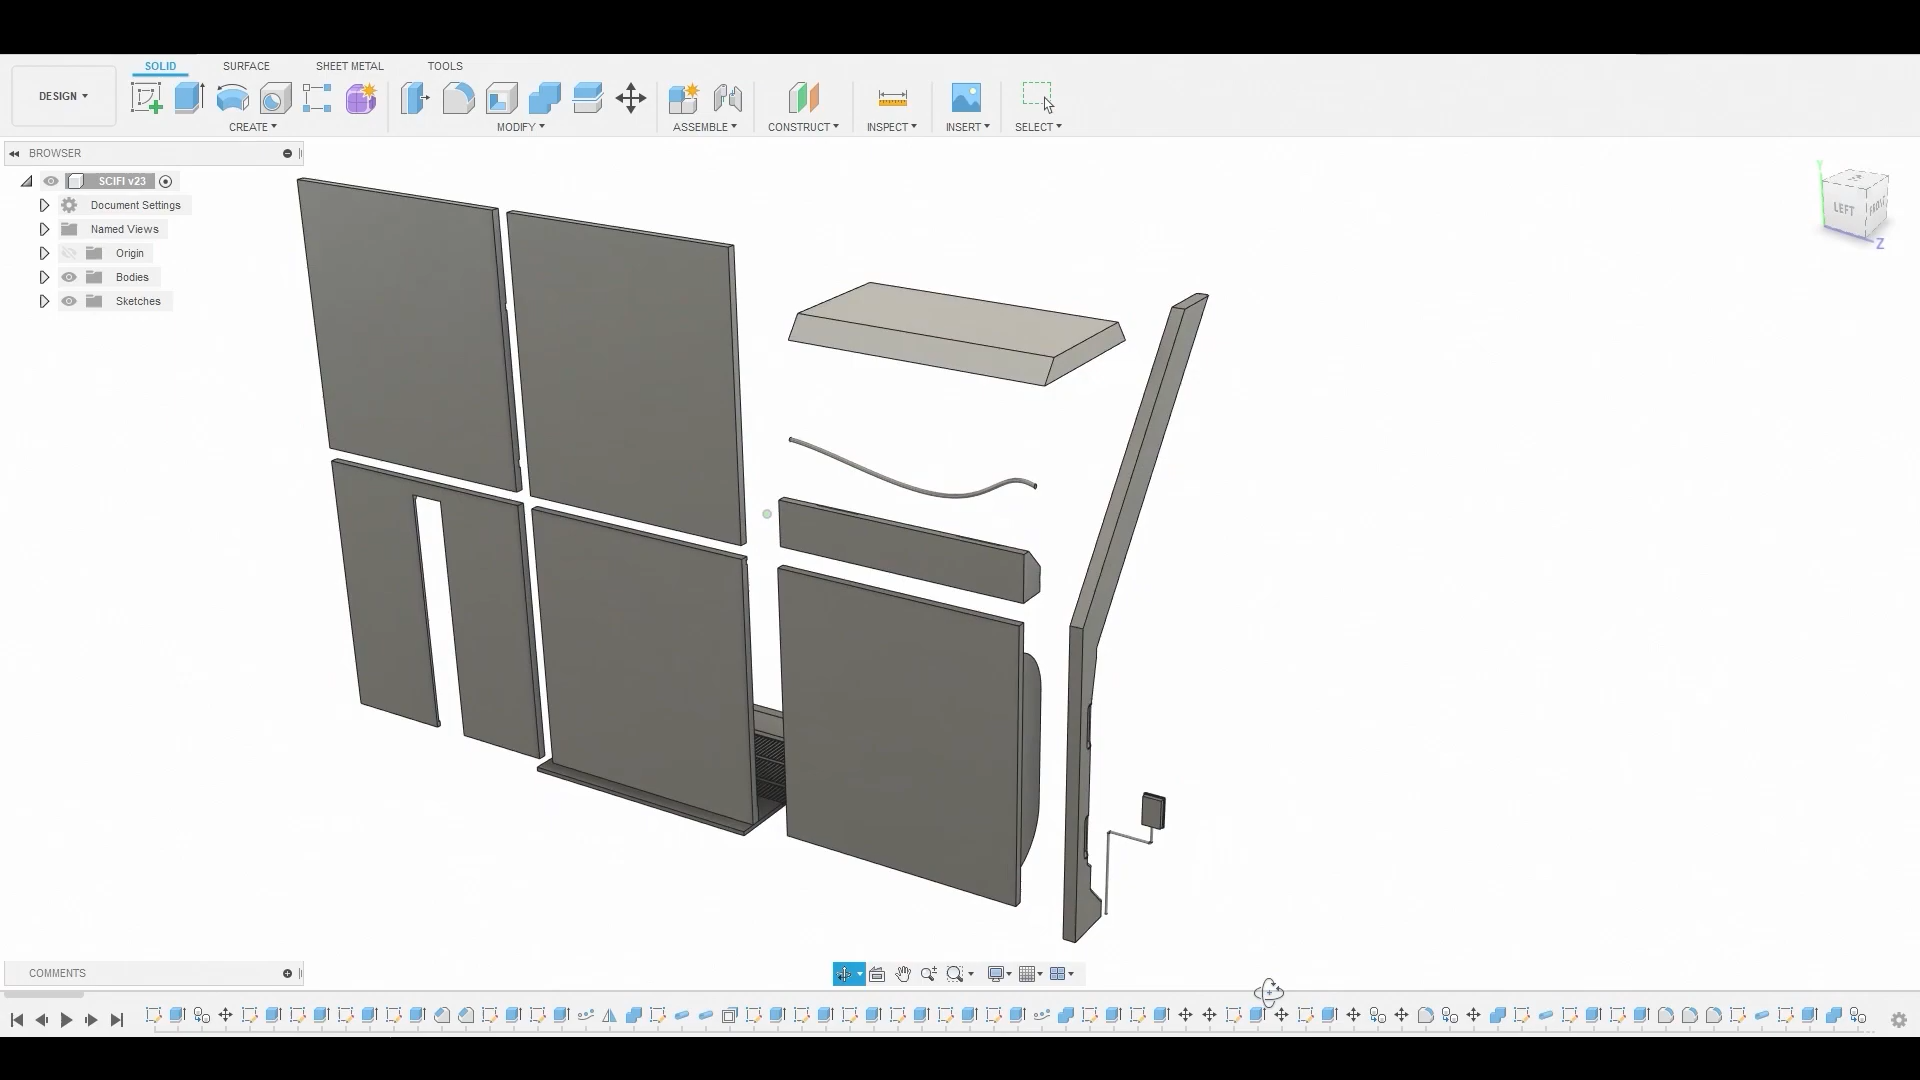 SOLID SURFACE SHEET METAL TOOLS
DESIGN
CREATE MODIFY ASSEMBLE CONSTRUCT INSPECT INSERT SELECT
BROWSER
SCIFI v23
Document Settings
Named Views
Origin
Bodies
Sketches
Y
LEFT
Z
COMMENTS